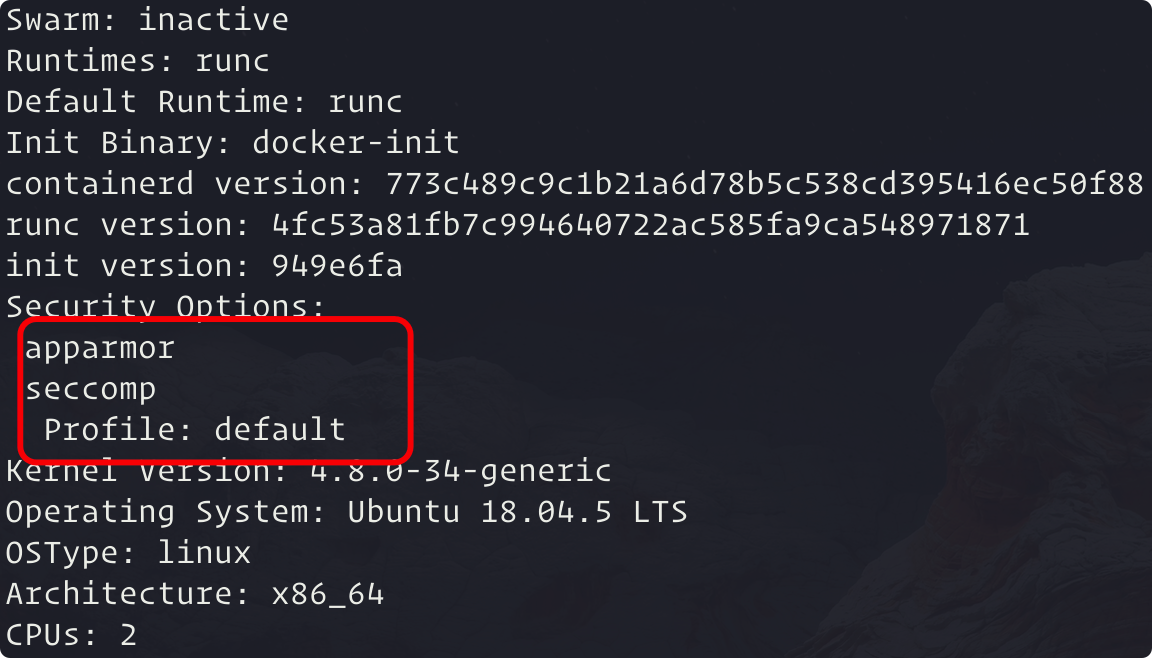 Swarm: inactive
Runtimes: runc
Default Runtime: runc
Init Binary: docker-init
containerd version: 773c489c9c1b21a6d78b5c538cd395416ec50f88
runc version: 4fc53a81fb7c994640722ac585fa9ca548971871
init version: 949e6fa
Security Options:
apparmor
seccomp
Profile: default
Kernel Version: 4.8.0-34-generic
Operating System: Ubuntu 18.04.5 LTS
OSType: linux
Architecture: x86_64
CPUs: 2